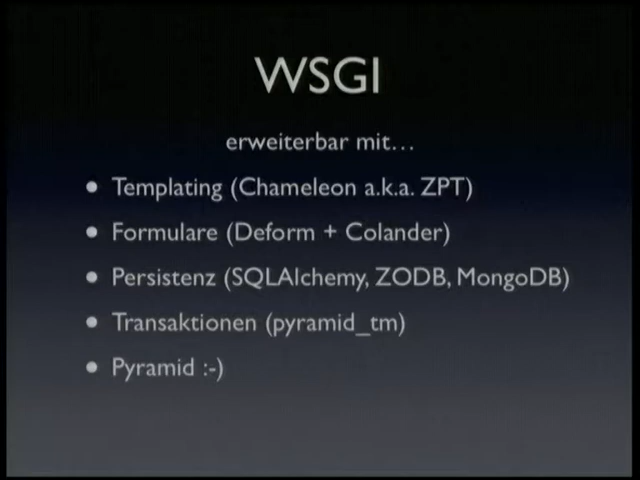 WSGI
erweiterbar mit...
• Templating (Chameleon a.k.a. ZPT)
• Formulare (Deform + Colander)
• Persistenz (SQLAlchemy, ZODB, MongoDB)
• Transaktionen (pyramid_tm)
• Pyramid :-)